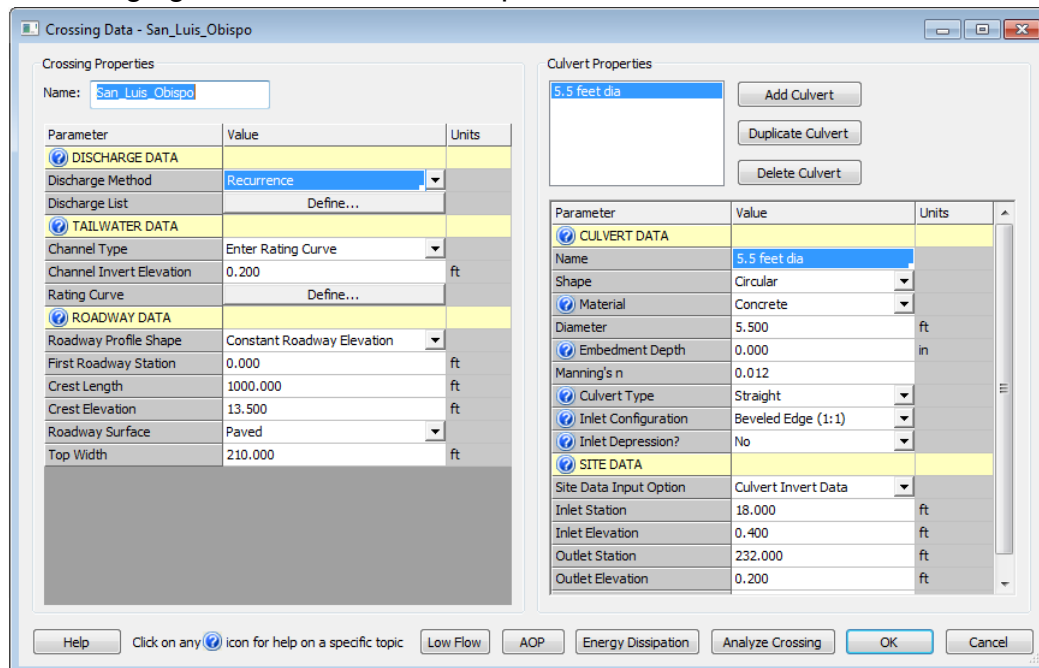 Crossing Data - San_Luis_Obispo
Crossing Properties
Name: San_Luis_Obispo
Parameter Value Units
DISCHARGE DATA
Discharge Method Recurrence
Discharge List Define...
TAILWATER DATA
Channel Type Enter Rating Curve
Channel Invert Elevation 0.200 ft
Rating Curve Define...
ROADWAY DATA
Roadway Profile Shape Constant Roadway Elevation
First Roadway Station 0.000 ft
Crest Length 1000.000 ft
Crest Elevation 13.500 ft
Roadway Surface Paved
Top Width 210.000 ft
Culvert Properties
5.5 feet dia
Add Culvert
Duplicate Culvert
Delete Culvert
Parameter Value Units
CULVERT DATA
Name 5.5 feet dia
Shape Circular
Material Concrete
Diameter 5.500 ft
Embedment Depth 0.000 in
Manning's n 0.012
Culvert Type Straight
Inlet Configuration Beveled Edge (1:1)
Inlet Depression? No
SITE DATA
Site Data Input Option Culvert Invert Data
Inlet Station 18.000 ft
Inlet Elevation 0.400 ft
Outlet Station 232.000 ft
Outlet Elevation 0.200 ft
Help Click on any ? icon for help on a specific topic Low Flow AOP Energy Dissipation Analyze Crossing OK Cancel